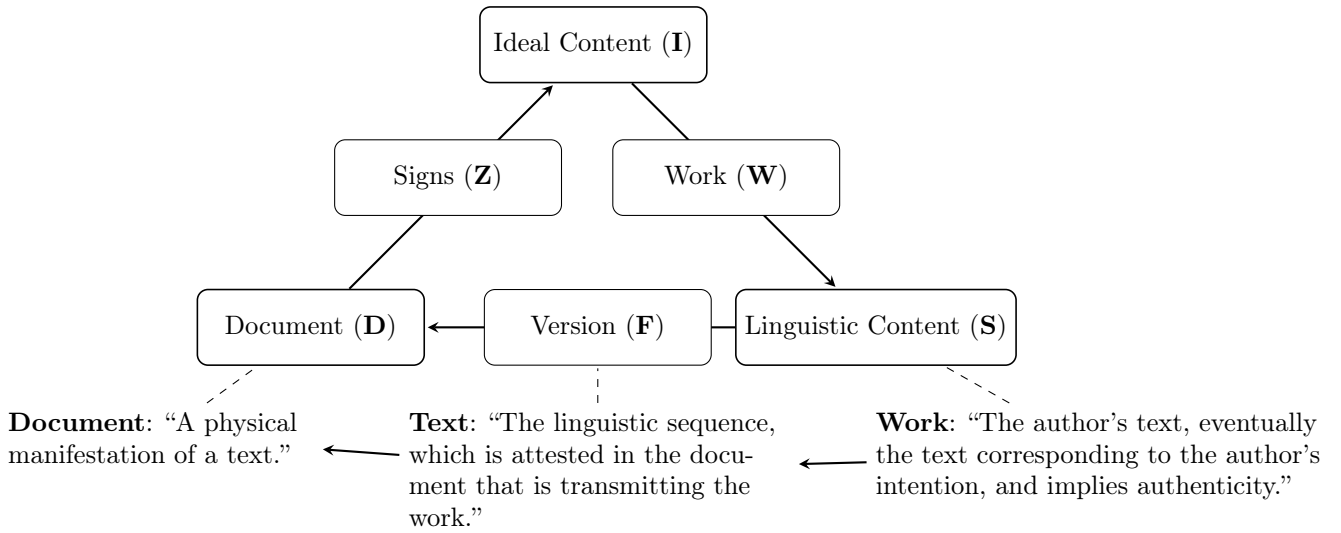 Ideal Content (I)
Signs (Z)
Work (W)
Document (D)
Version (F)
Linguistic Content (S)
Document: “A physical
manifestation of a text.”
Text: “The linguistic sequence,
which is attested in the docu-
ment that is transmitting the
work.”
Work: “The author’s text, eventually
the text corresponding to the author’s
intention, and implies authenticity.”